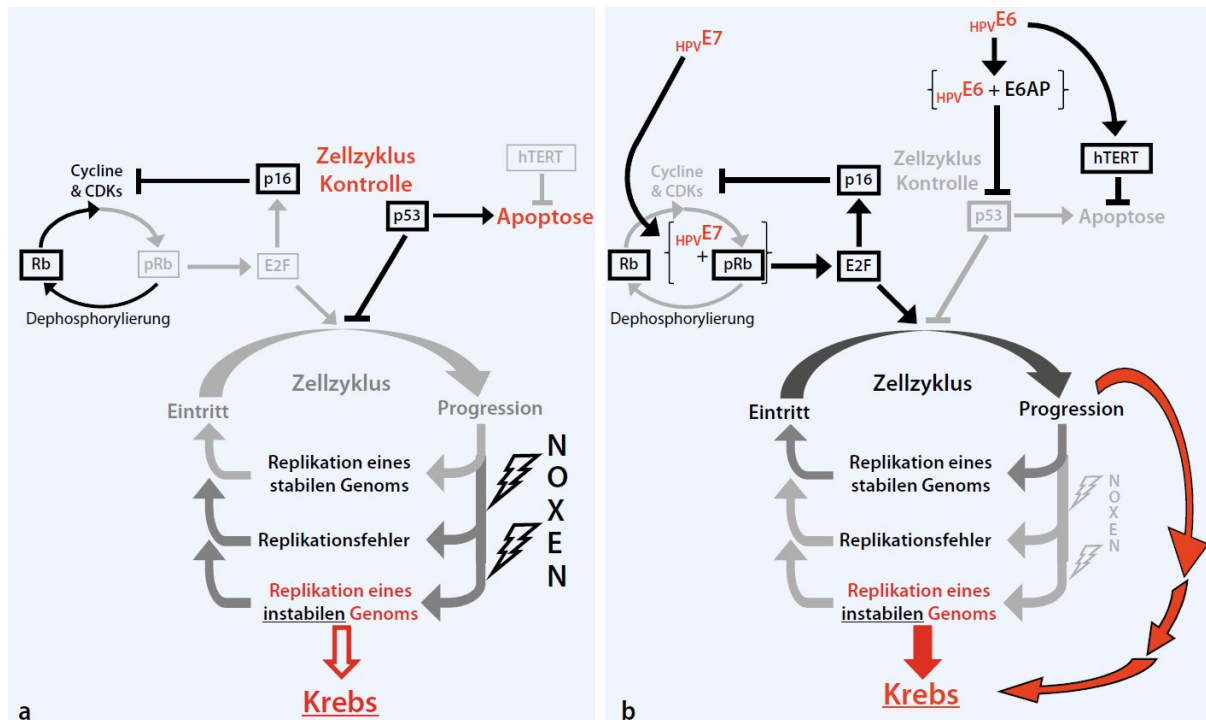 hTERT
Zellzyklus
Kontrolle
Cycline
& CDKs
p16
p53
Apoptose
Rb
pRb
E2F
Dephosphorylierung
Zellzyklus
Eintritt
Progression
Replikation eines
stabilen Genoms
Replikationsfehler
Replikation eines
instabilen Genoms
NOXEN
Krebs
a
HPVE7
HPVE6
{HPVE6 + E6AP}
hTERT
Zellzyklus
Kontrolle
Cycline
& CDKs
p16
p53
Apoptose
HPVE7
Rb
+ pRb
E2F
Dephosphorylierung
Zellzyklus
Eintritt
Progression
Replikation eines
stabilen Genoms
Replikationsfehler
Replikation eines
instabilen Genoms
NOXEN
Krebs
b